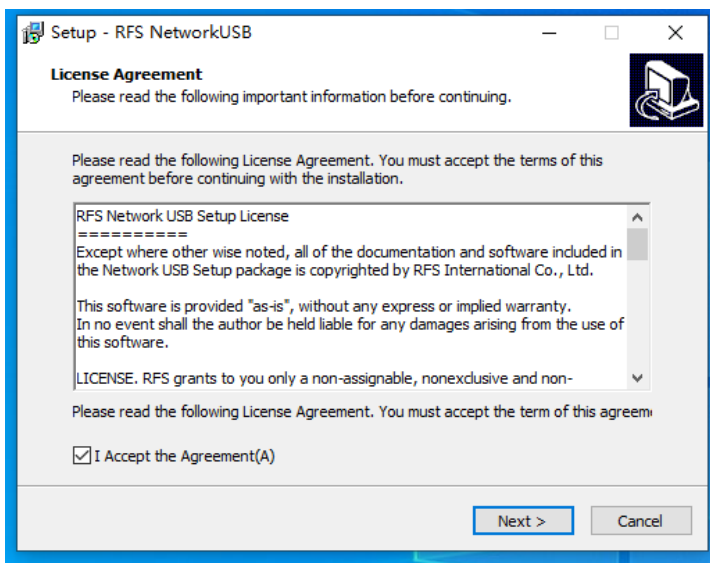 Setup - RFS NetworkUSB
License Agreement
Please read the following important information before continuing.
Please read the following License Agreement. You must accept the terms of this
agreement before continuing with the installation.
RFS Network USB Setup License
==========
Except where other wise noted, all of the documentation and software included in
the Network USB Setup package is copyrighted by RFS International Co., Ltd.
This software is provided "as-is", without any express or implied warranty.
In no event shall the author be held liable for any damages arising from the use of
this software.
LICENSE. RFS grants to you only a non-assignable, nonexclusive and non-
Please read the following License Agreement. You must accept the term of this agreem
I Accept the Agreement(A)
Next >
Cancel